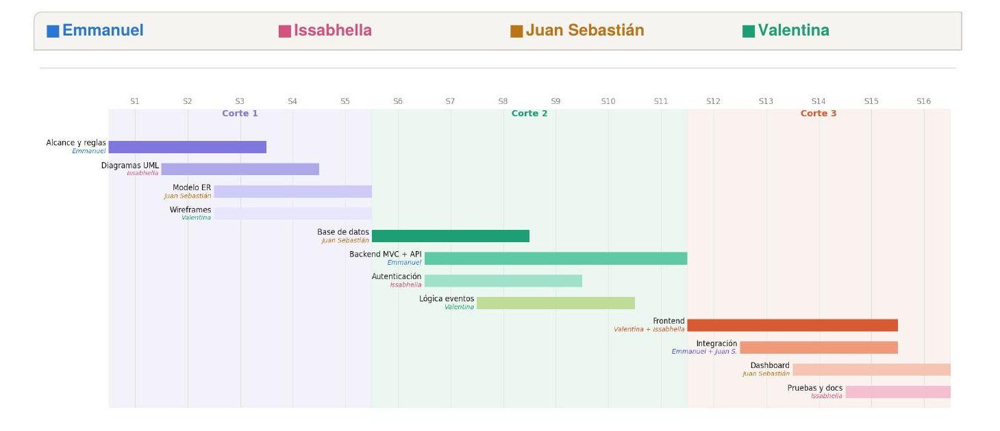 Emmanuel Issabhella Juan Sebastián Valentina
S1 S2 S3 S4 S5 S6 S7 S8 S9 S10 S11 S12 S13 S14 S15 S16
Corte 1 Corte 2 Corte 3
Alcance y reglas
Emmanuel
Diagramas UML
Issabhella
Modelo ER
Juan Sebastián
Wireframes
Valentina
Base de datos
Juan Sebastián
Backend MVC + API
Emmanuel
Autenticación
Issabhella
Lógica eventos
Valentina
Frontend
Valentina + Issabhella
Integración
Emmanuel + Juan S.
Dashboard
Juan Sebastián
Pruebas y docs
Issabhella